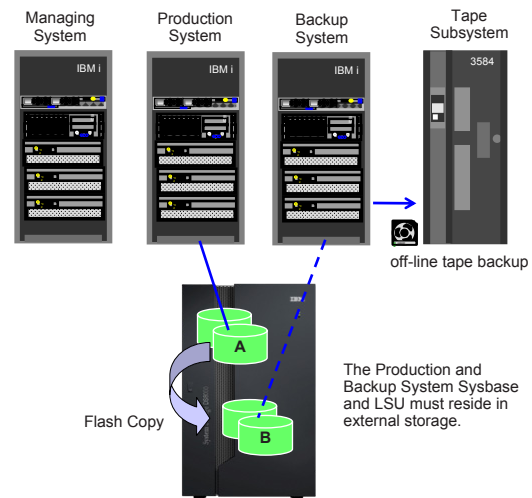 Managing
System
Production
System
Backup
System
Tape
Subsystem
IBM i
IBM i
IBM i
3584
off-line tape backup
A
B
Flash Copy
The Production and
Backup System Sysbase
and LSU must reside in
external storage.